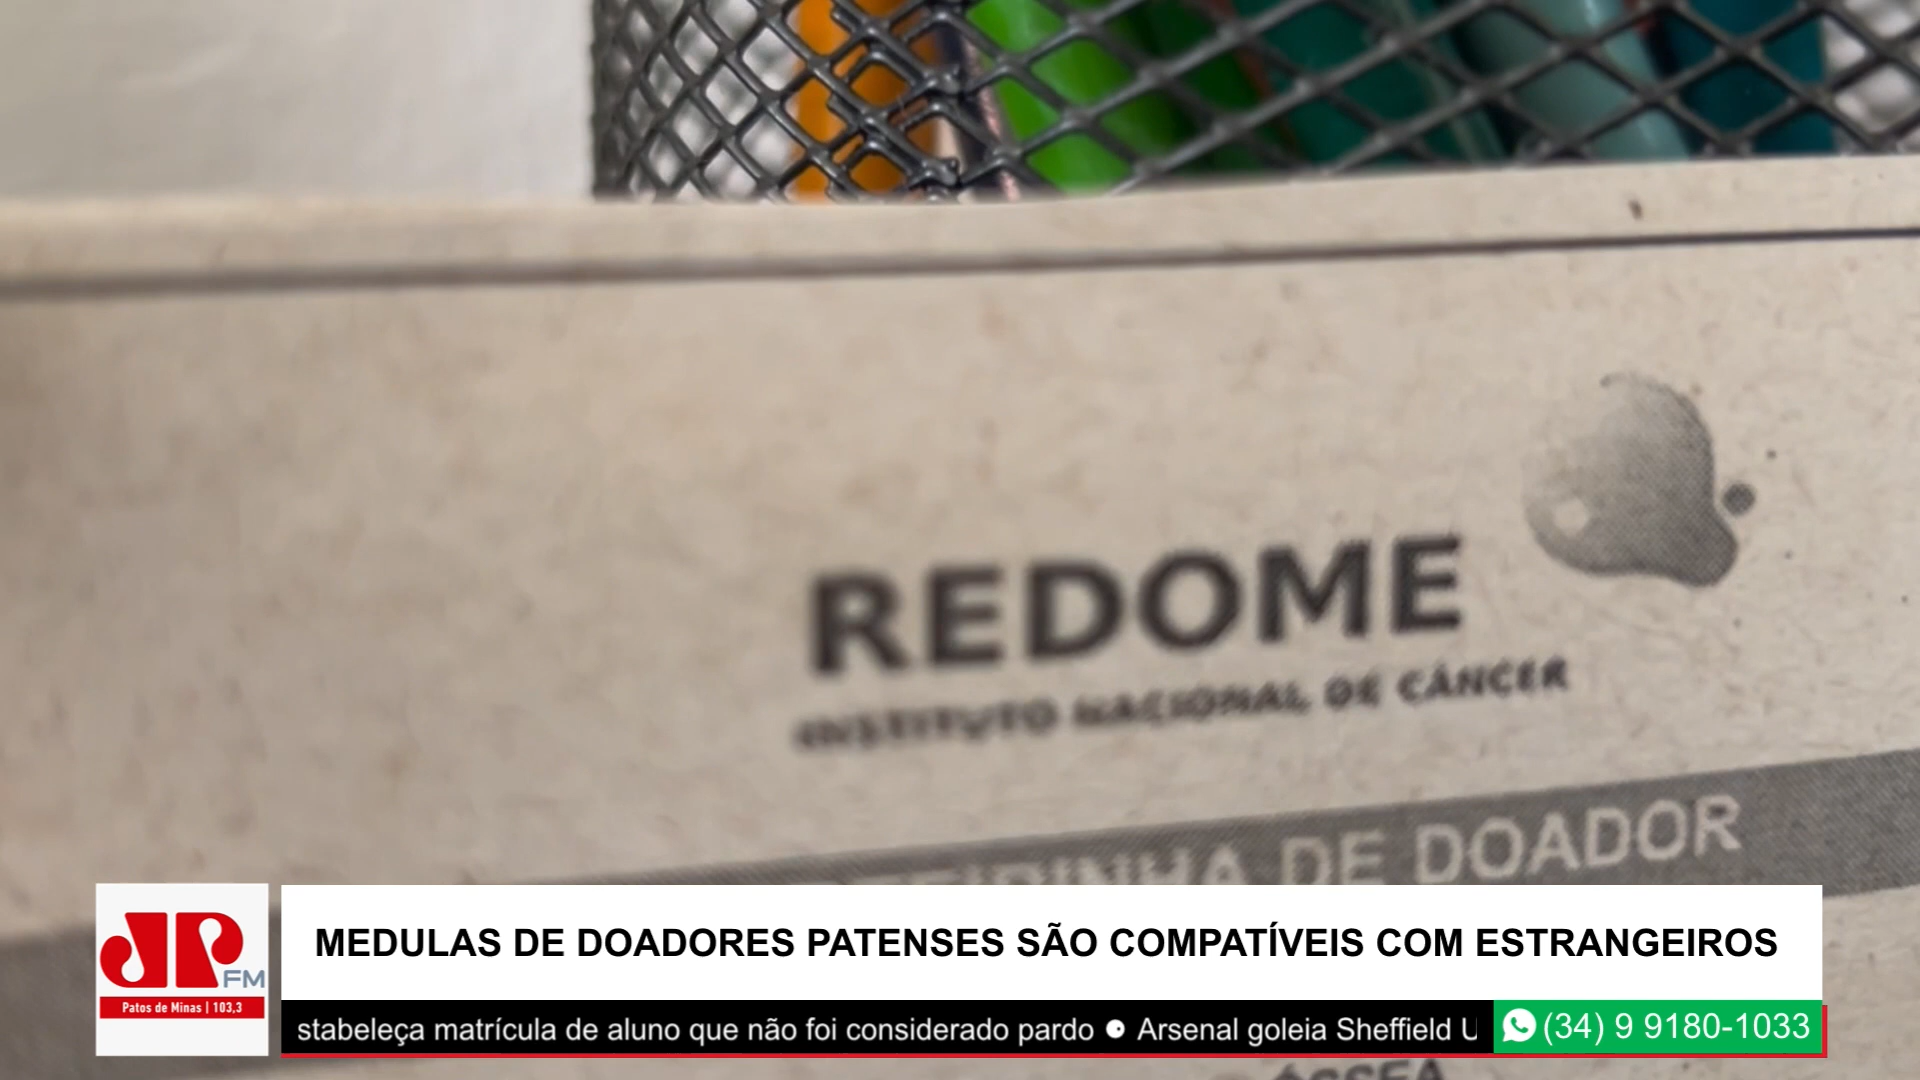 REDOME
INSTITUTO NACIONAL DE CÂNCER
DE DOADOR
JP FM
Patos de Minas | 103,3
MEDULAS DE DOADORES PATENSES SÃO COMPATÍVEIS COM ESTRANGEIROS
stabeleça matrícula de aluno que não foi considerado pardo • Arsenal goleia Sheffield U
(34) 9 9180-1033